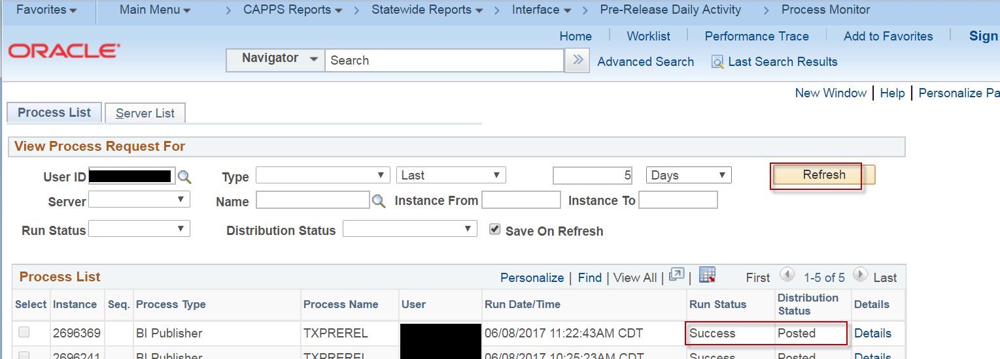 Favorites Main Menu > CAPPS Reports > Statewide Reports > Interface > Pre-Release Daily Activity > Process Monitor
Home Worklist Performance Trace Add to Favorites Sign
ORACLE
Navigator Search Advanced Search Last Search Results
New Window | Help | Personalize Pa
Process List Server List
View Process Request For
User ID Type Last 5 Days Refresh
Server Name Instance From Instance To
Run Status Distribution Status Save On Refresh
Process List Personalize | Find | View All | | First 1-5 of 5 Last
Select Instance Seq. Process Type Process Name User Run Date/Time Run Status Distribution Status Details
2696369 BI Publisher TXPREREL 06/08/2017 11:22:43AM CDT Success Posted Details
2696241 BI Publisher TXPREREL 06/08/2017 10:25:23AM CDT Success Posted Details